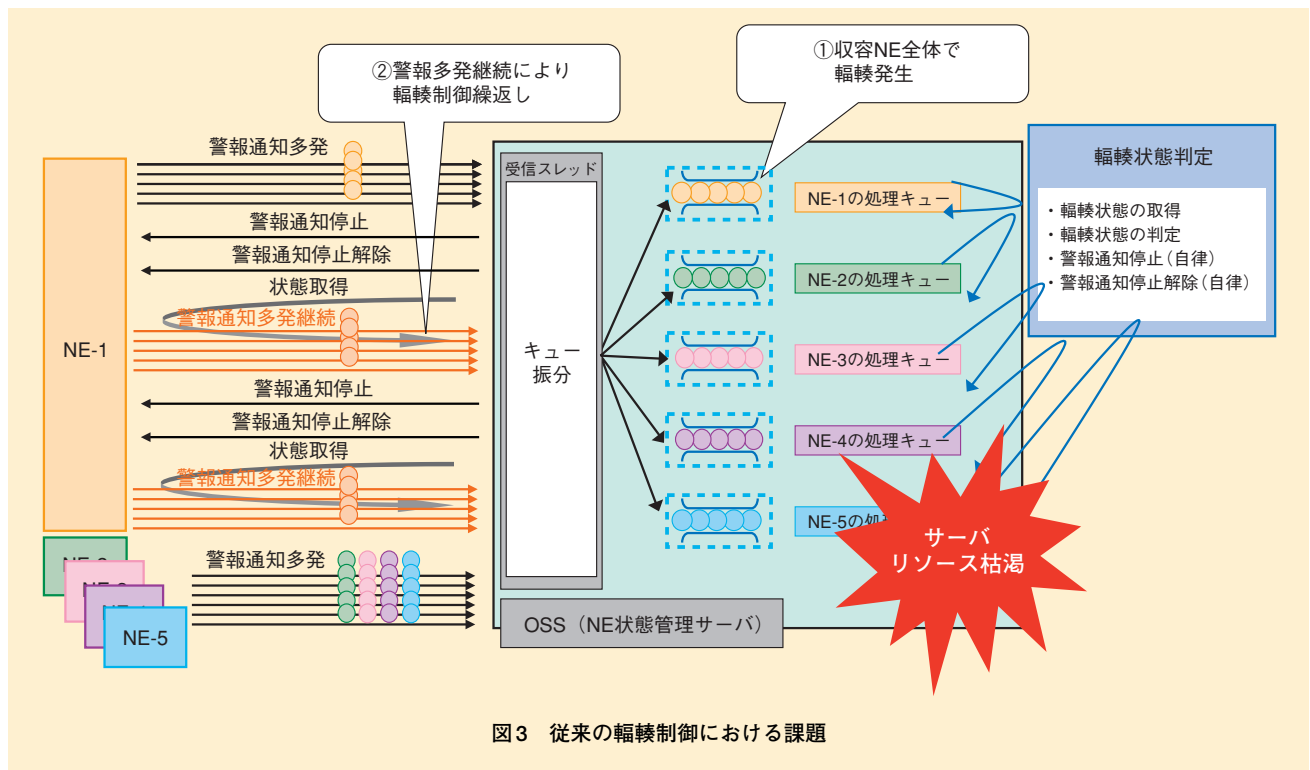 ②警報多発継続により
輻輳制御繰返し
①収容NE全体で
輻輳発生
警報通知多発
警報通知停止
警報通知停止解除
状態取得
警報通知多発継続
NE-1
警報通知停止
警報通知停止解除
状態取得
警報通知多発継続
警報通知多発
NE-5
受信スレッド
キュー
振分
NE-1の処理キュー
NE-2の処理キュー
NE-3の処理キュー
NE-4の処理キュー
NE-5の処
輻輳状態判定
・輻輳状態の取得
・輻輳状態の判定
・警報通知停止（自律）
・警報通知停止解除（自律）
サーバ
リソース枯渇
OSS（NE状態管理サーバ）
図3 従来の輻輳制御における課題